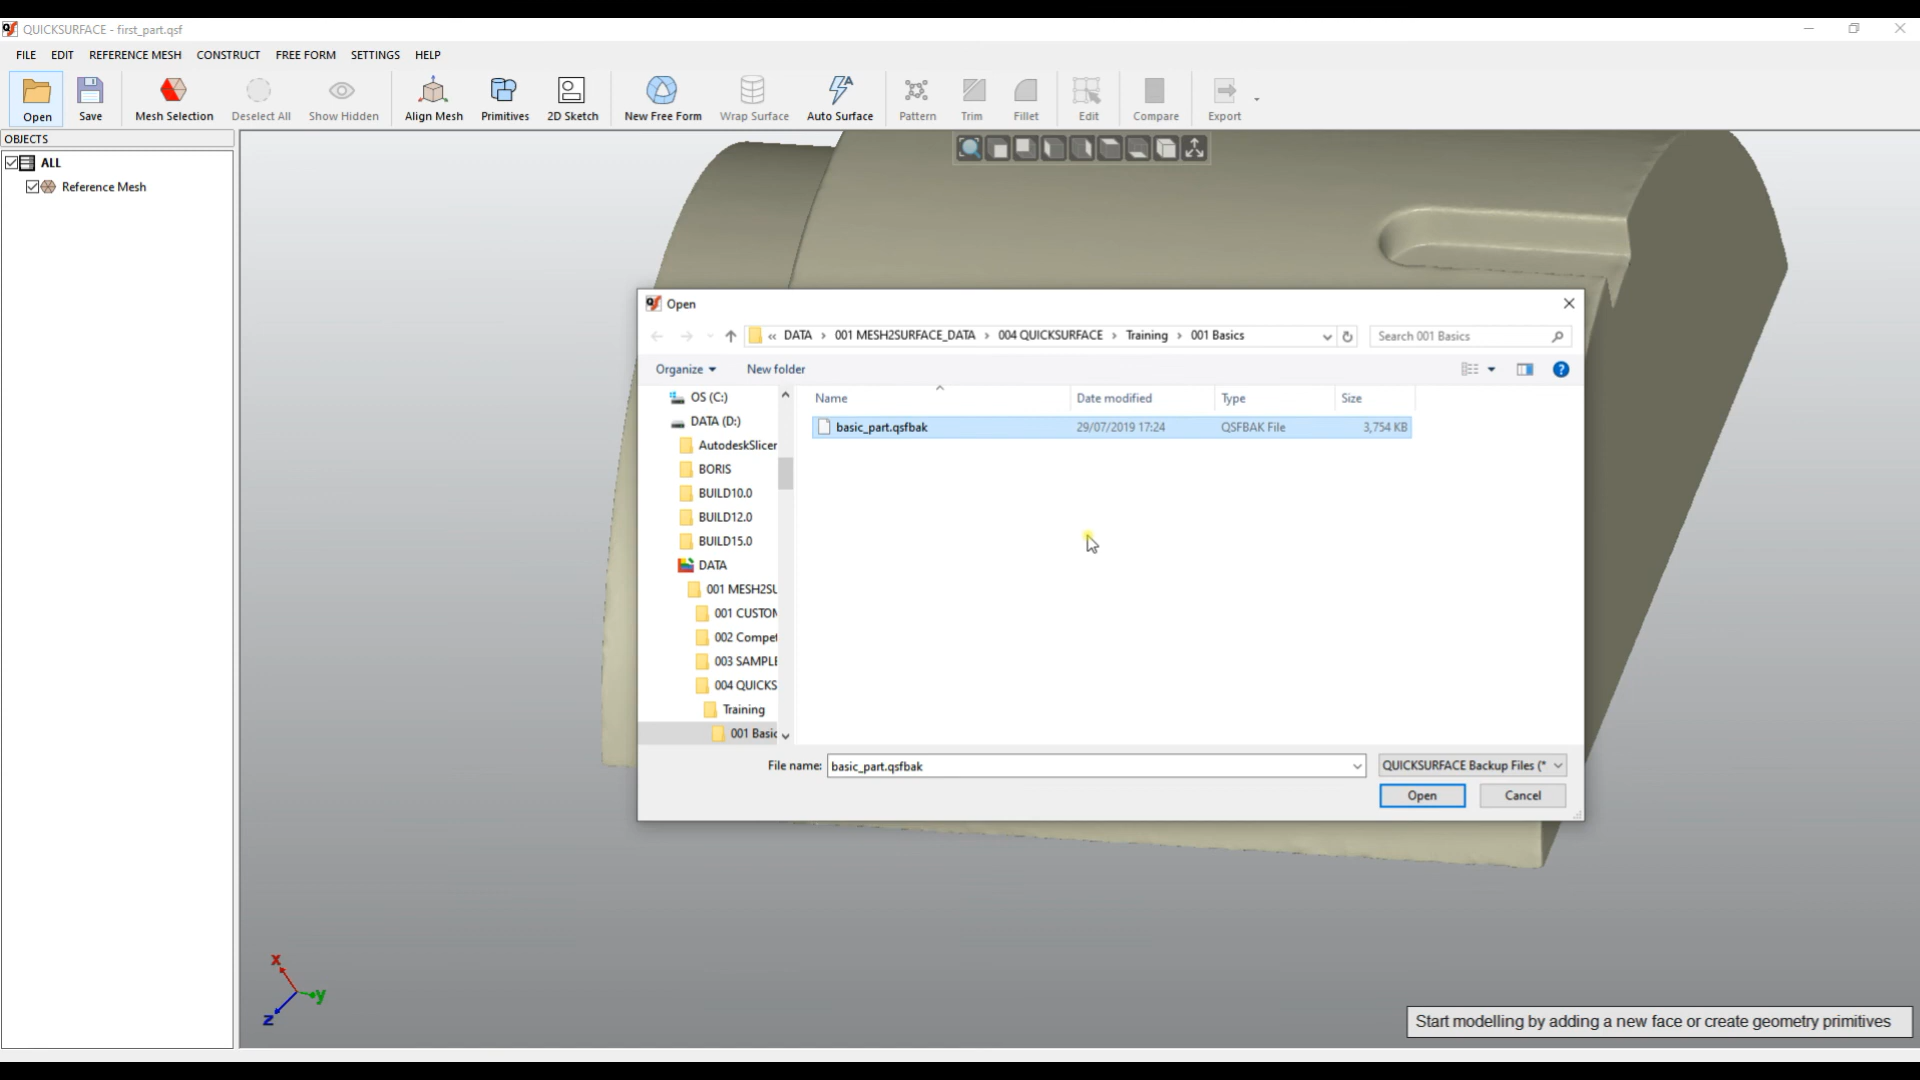 QUICKSURFACE - first_part.qsf
FILE EDIT REFERENCE MESH CONSTRUCT FREE FORM SETTINGS HELP
Open Save Mesh Selection Deselect All Show Hidden Align Mesh Primitives 2D Sketch New Free Form Wrap Surface Auto Surface Pattern Trim Fillet Edit Compare Export
OBJECTS
ALL
Reference Mesh
Open
« DATA › 001 MESH2SURFACE_DATA › 004 QUICKSURFACE › Training › 001 Basics
Search 001 Basics
Organize New folder
OS (C:)
DATA (D:)
AutodeskSlicer
BORIS
BUILD10.0
BUILD12.0
BUILD15.0
DATA
001 MESH2SU
001 CUSTOM
002 Compet
003 SAMPLE
004 QUICKS
Training
001 Basic
Name Date modified Type Size
basic_part.qsfbak 29/07/2019 17:24 QSFBAK File 3,754 KB
File name: basic_part.qsfbak
QUICKSURFACE Backup Files (*
Open Cancel
x
y
z
Start modelling by adding a new face or create geometry primitives